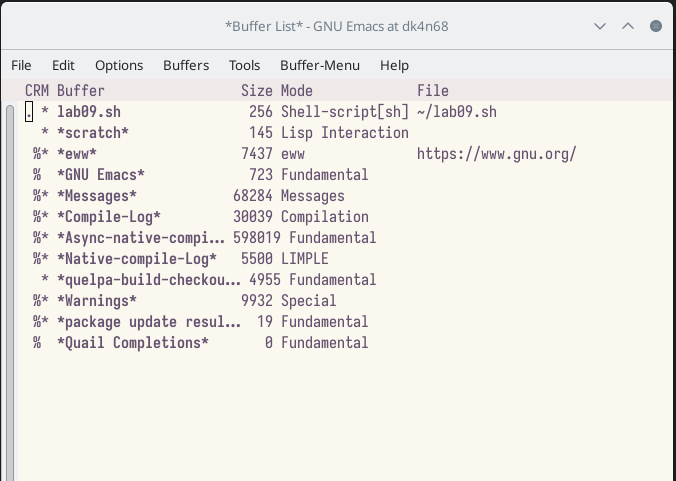 *Buffer List* - GNU Emacs at dk4n68
File Edit Options Buffers Tools Buffer-Menu Help
CRM Buffer Size Mode File
. * lab09.sh 256 Shell-script[sh] ~/lab09.sh
* *scratch* 145 Lisp Interaction
%* *eww* 7437 eww https://www.gnu.org/
% *GNU Emacs* 723 Fundamental
%* *Messages* 68284 Messages
%* *Compile-Log* 30039 Compilation
%* *Async-native-compi... 598019 Fundamental
%* *Native-compile-Log* 5500 LIMPLE
* *quelpa-build-checkou... 4955 Fundamental
%* *Warnings* 9932 Special
%* *package update resul... 19 Fundamental
% *Quail Completions* 0 Fundamental